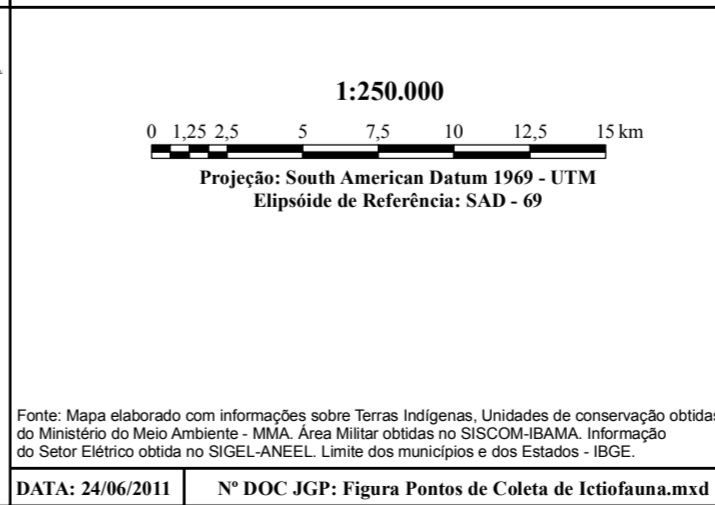 1:250.000
0 1,25 2,5 5 7,5 10 12,5 15 km
Projeção: South American Datum 1969 - UTM
Elipsóide de Referência: SAD - 69
Fonte: Mapa elaborado com informações sobre Terras Indígenas, Unidades de conservação obtidas
do Ministério do Meio Ambiente - MMA. Área Militar obtidas no SISCOM-IBAMA. Informação
do Setor Elétrico obtida no SIGEL-ANEEL. Limite dos municípios e dos Estados - IBGE.
DATA: 24/06/2011 Nº DOC JGP: Figura Pontos de Coleta de Ictiofauna.mxd